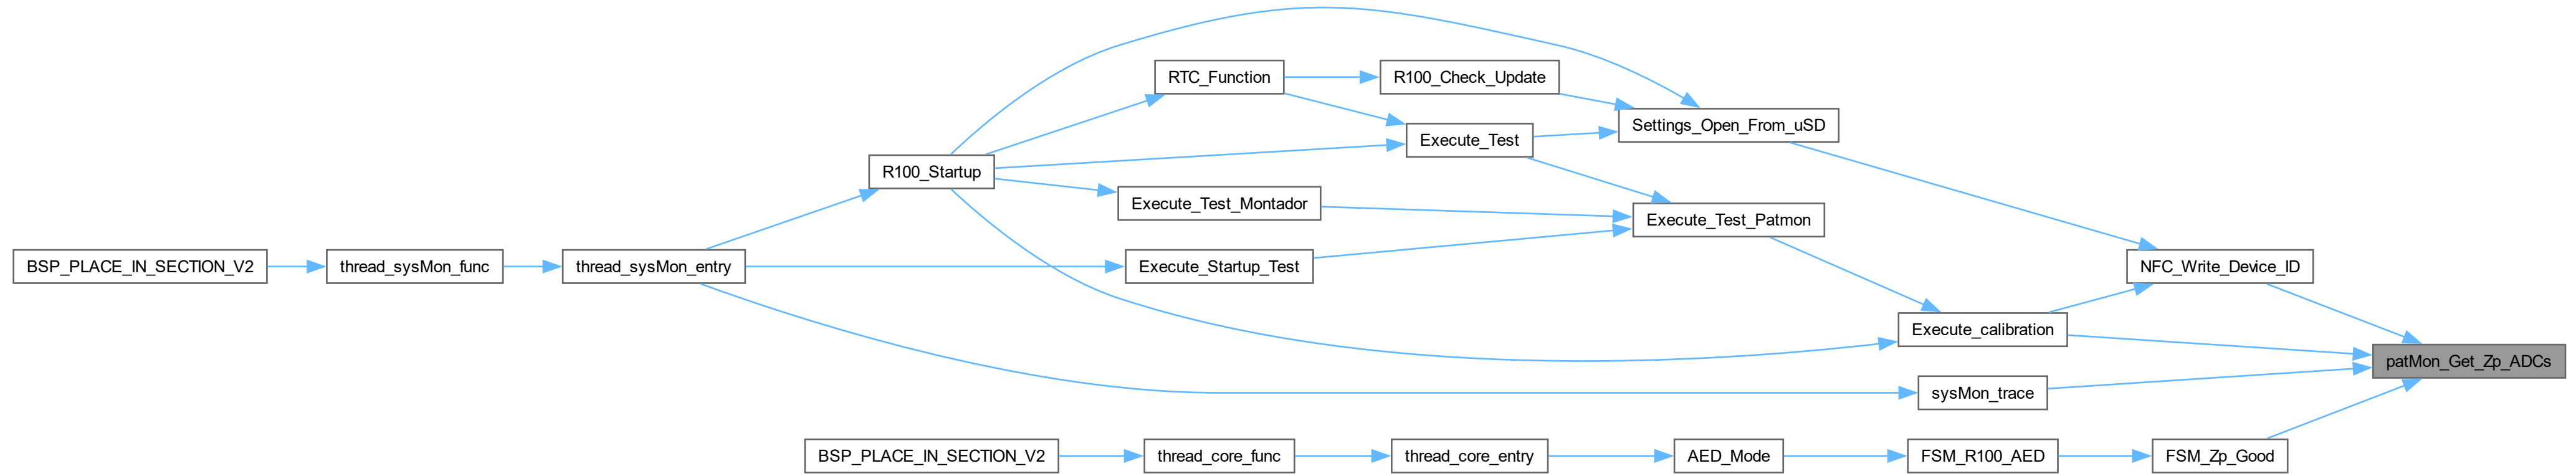 RTC_Function
R100_Check_Update
Settings_Open_From_uSD
Execute_Test
R100_Startup
Execute_Test_Montador
Execute_Test_Patmon
BSP_PLACE_IN_SECTION_V2
thread_sysMon_func
thread_sysMon_entry
Execute_Startup_Test
NFC_Write_Device_ID
Execute_calibration
patMon_Get_Zp_ADCs
sysMon_trace
BSP_PLACE_IN_SECTION_V2
thread_core_func
thread_core_entry
AED_Mode
FSM_R100_AED
FSM_Zp_Good